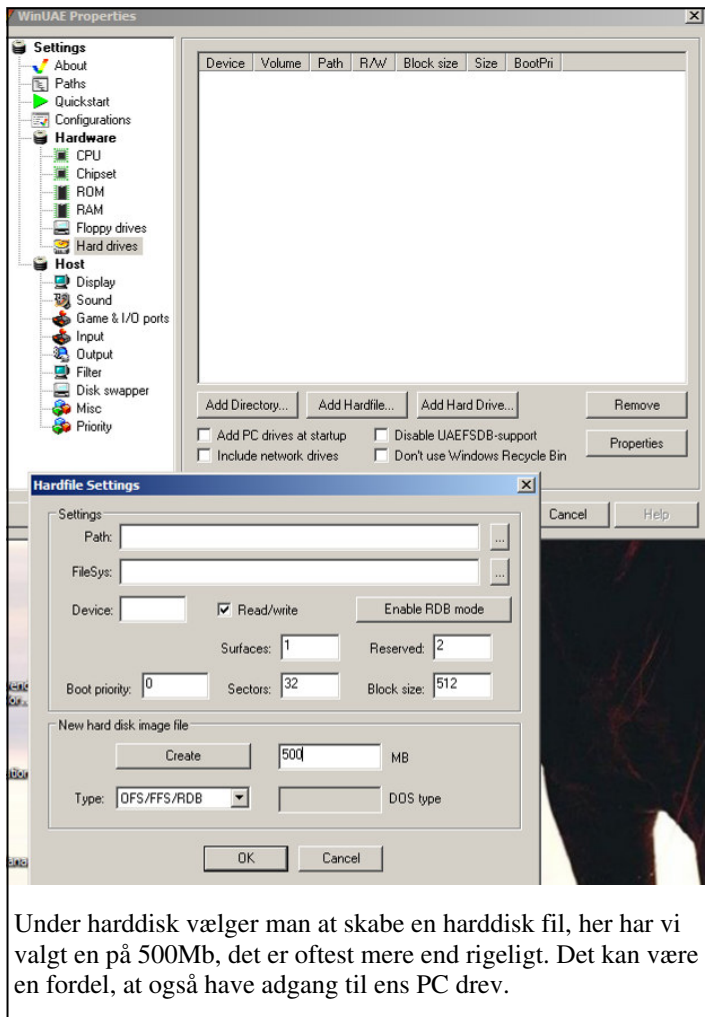 WinUAE Properties
Settings
About
Paths
Quickstart
Configurations
Hardware
CPU
Chipset
ROM
RAM
Floppy drives
Hard drives
Host
Display
Sound
Game & I/O ports
Input
Output
Filter
Disk swapper
Misc
Priority
Device Volume Path R/W Block size Size BootPri
Add Directory... Add Hardfile... Add Hard Drive... Remove
Add PC drives at startup Disable UAEFSDB-support Properties
Include network drives Don't use Windows Recycle Bin
Cancel Help
Hardfile Settings
Settings
Path: ...
FileSys: ...
Device: Read/write Enable RDB mode
Surfaces: 1 Reserved: 2
Boot priority: 0 Sectors: 32 Block size: 512
New hard disk image file
Create 500 MB
Type: OFS/FFS/RDB DOS type
OK Cancel
Under harddisk vælger man at skabe en harddisk fil, her har vi
valgt en på 500Mb, det er oftest mere end rigeligt. Det kan være
en fordel, at også have adgang til ens PC drev.